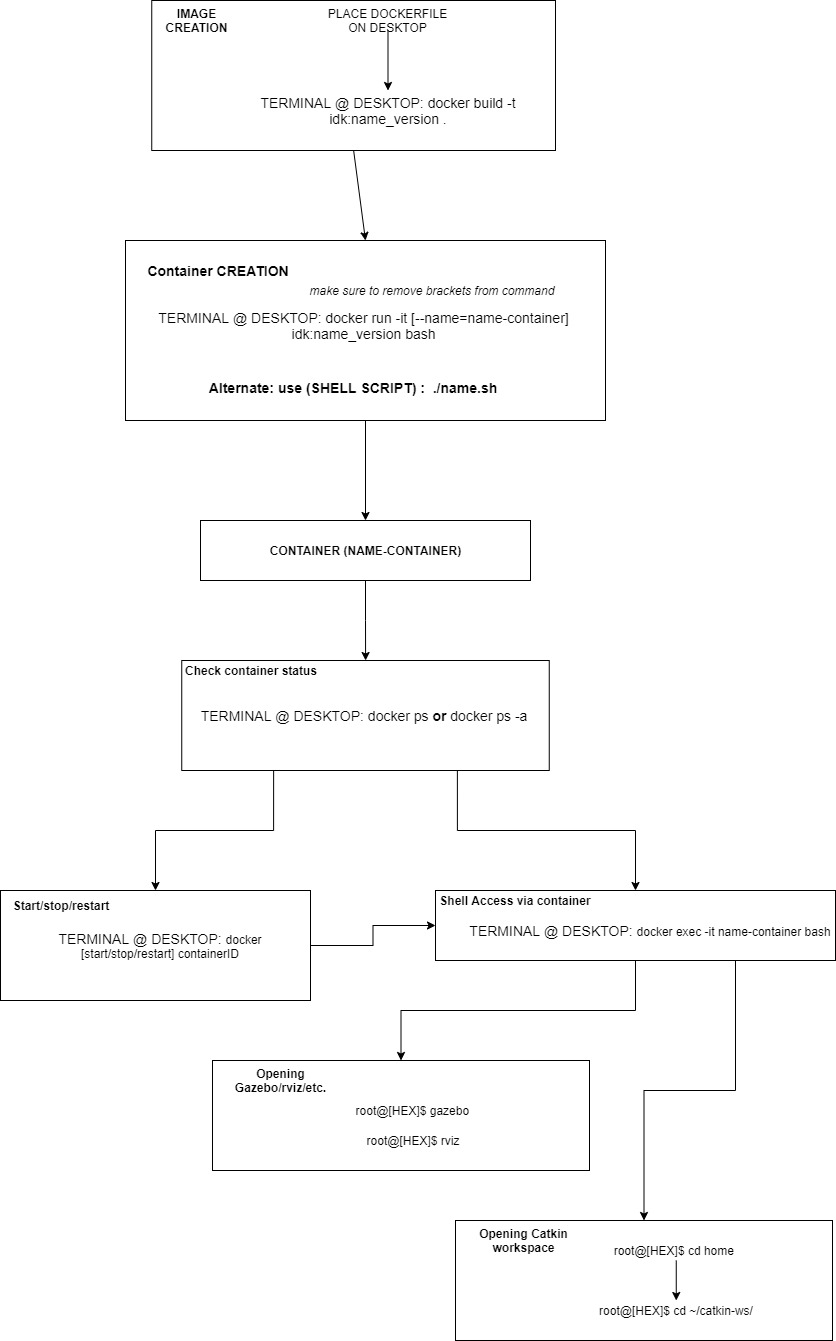 IMAGE
CREATION
PLACE DOCKERFILE
ON DESKTOP
TERMINAL @ DESKTOP: docker build -t
idk:name_version .
Container CREATION
make sure to remove brackets from command
TERMINAL @ DESKTOP: docker run -it [--name=name-container]
idk:name_version bash
Alternate: use (SHELL SCRIPT) : ./name.sh
CONTAINER (NAME-CONTAINER)
Check container status
TERMINAL @ DESKTOP: docker ps or docker ps -a
Start/stop/restart
TERMINAL @ DESKTOP: docker
[start/stop/restart] containerID
Shell Access via container
TERMINAL @ DESKTOP: docker exec -it name-container bash
Opening
Gazebo/rviz/etc.
root@[HEX]$ gazebo
root@[HEX]$ rviz
Opening Catkin
workspace
root@[HEX]$ cd home
root@[HEX]$ cd ~/catkin-ws/